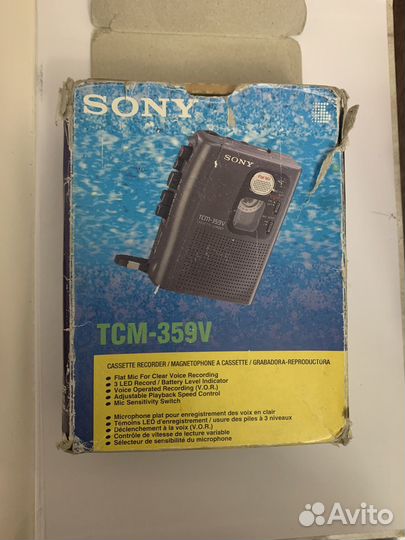 SONY
SONY
TCM-359V
TCM-359V
CASSETTE RECORDER / MAGNETOPHONE A CASSETTE / GRABADORA-REPRODUCTORA
Flat Mic For Clear Voice Recording
3 LED Record / Battery Level Indicator
Voice Operated Recording (V.O.R.)
Adjustable Playback Speed Control
Mic Sensitivity Switch
Microphone plat pour enregistrement des voix en clair
Témoins LED d'enregistrement / usure des piles à 3 niveaux
Déclenchement à la voix (V.O.R.)
Contrôle de vitesse de lecture variable
Sélecteur de sensibilité du microphone
Avito